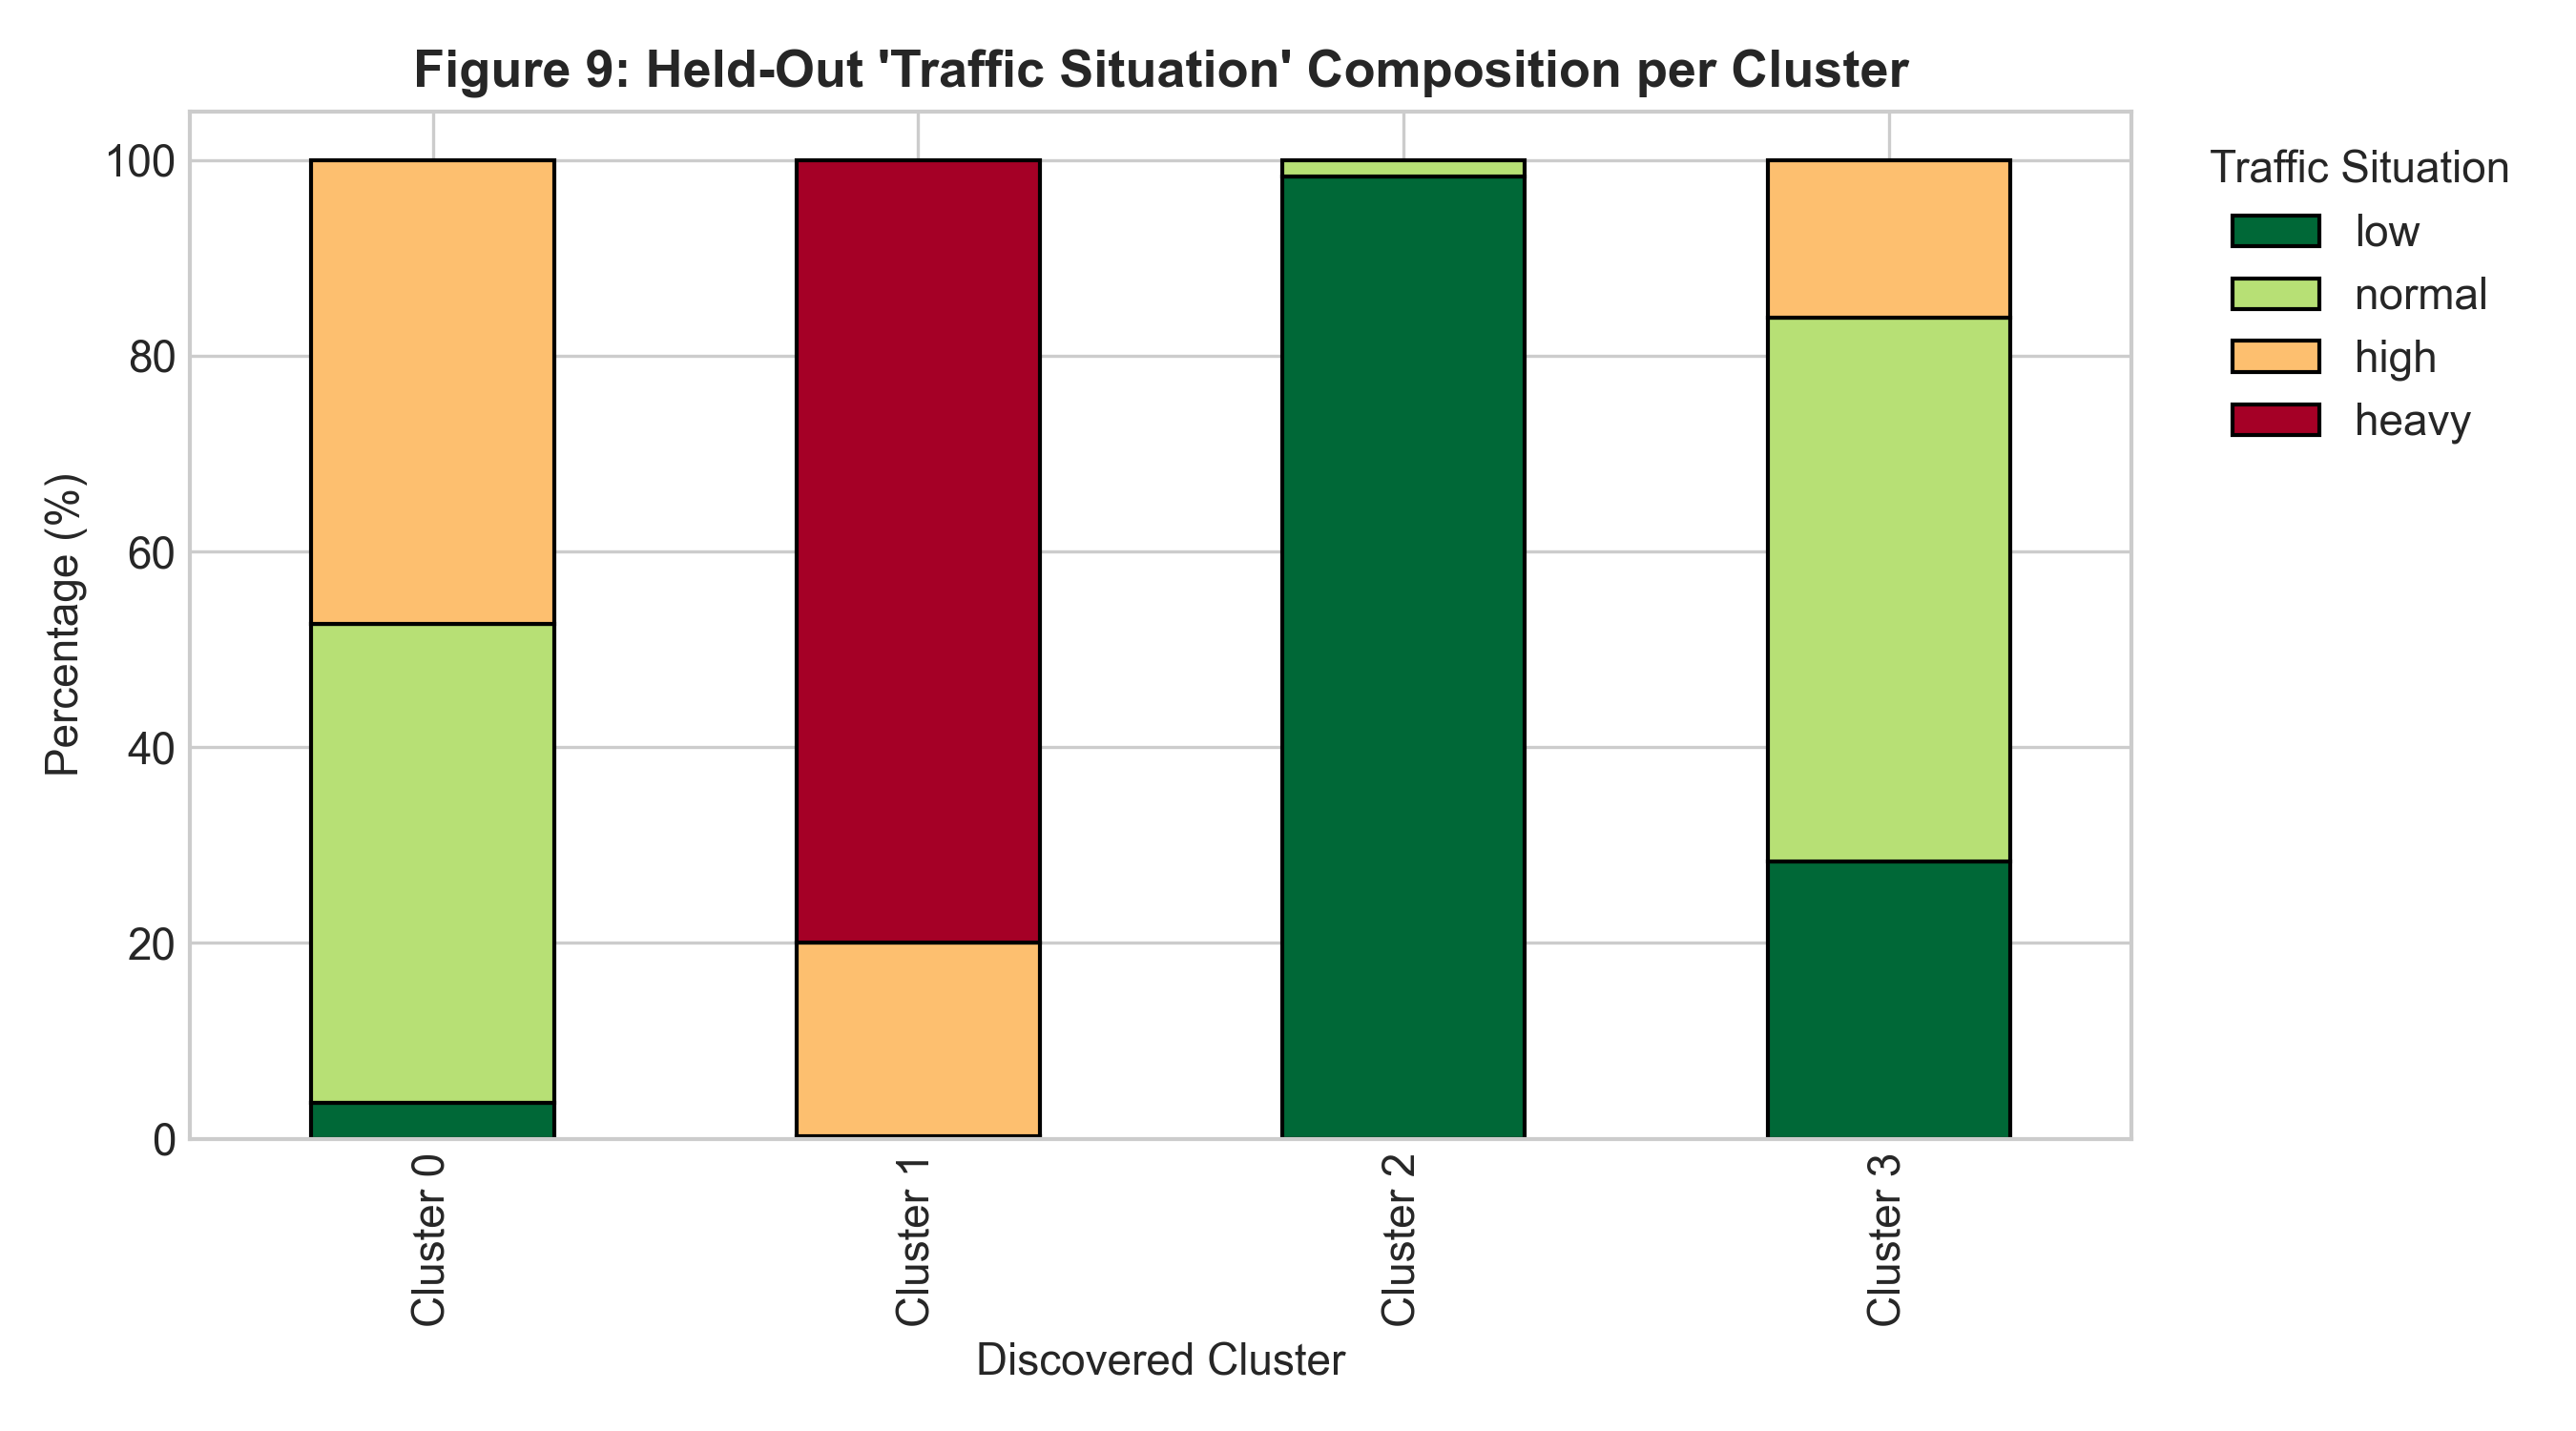 Figure 9: Held-Out 'Traffic Situation' Composition per Cluster
Percentage (%)
100
80
60
40
20
0
Cluster 0
Cluster 1
Cluster 2
Cluster 3
Discovered Cluster
Traffic Situation
low
normal
high
heavy